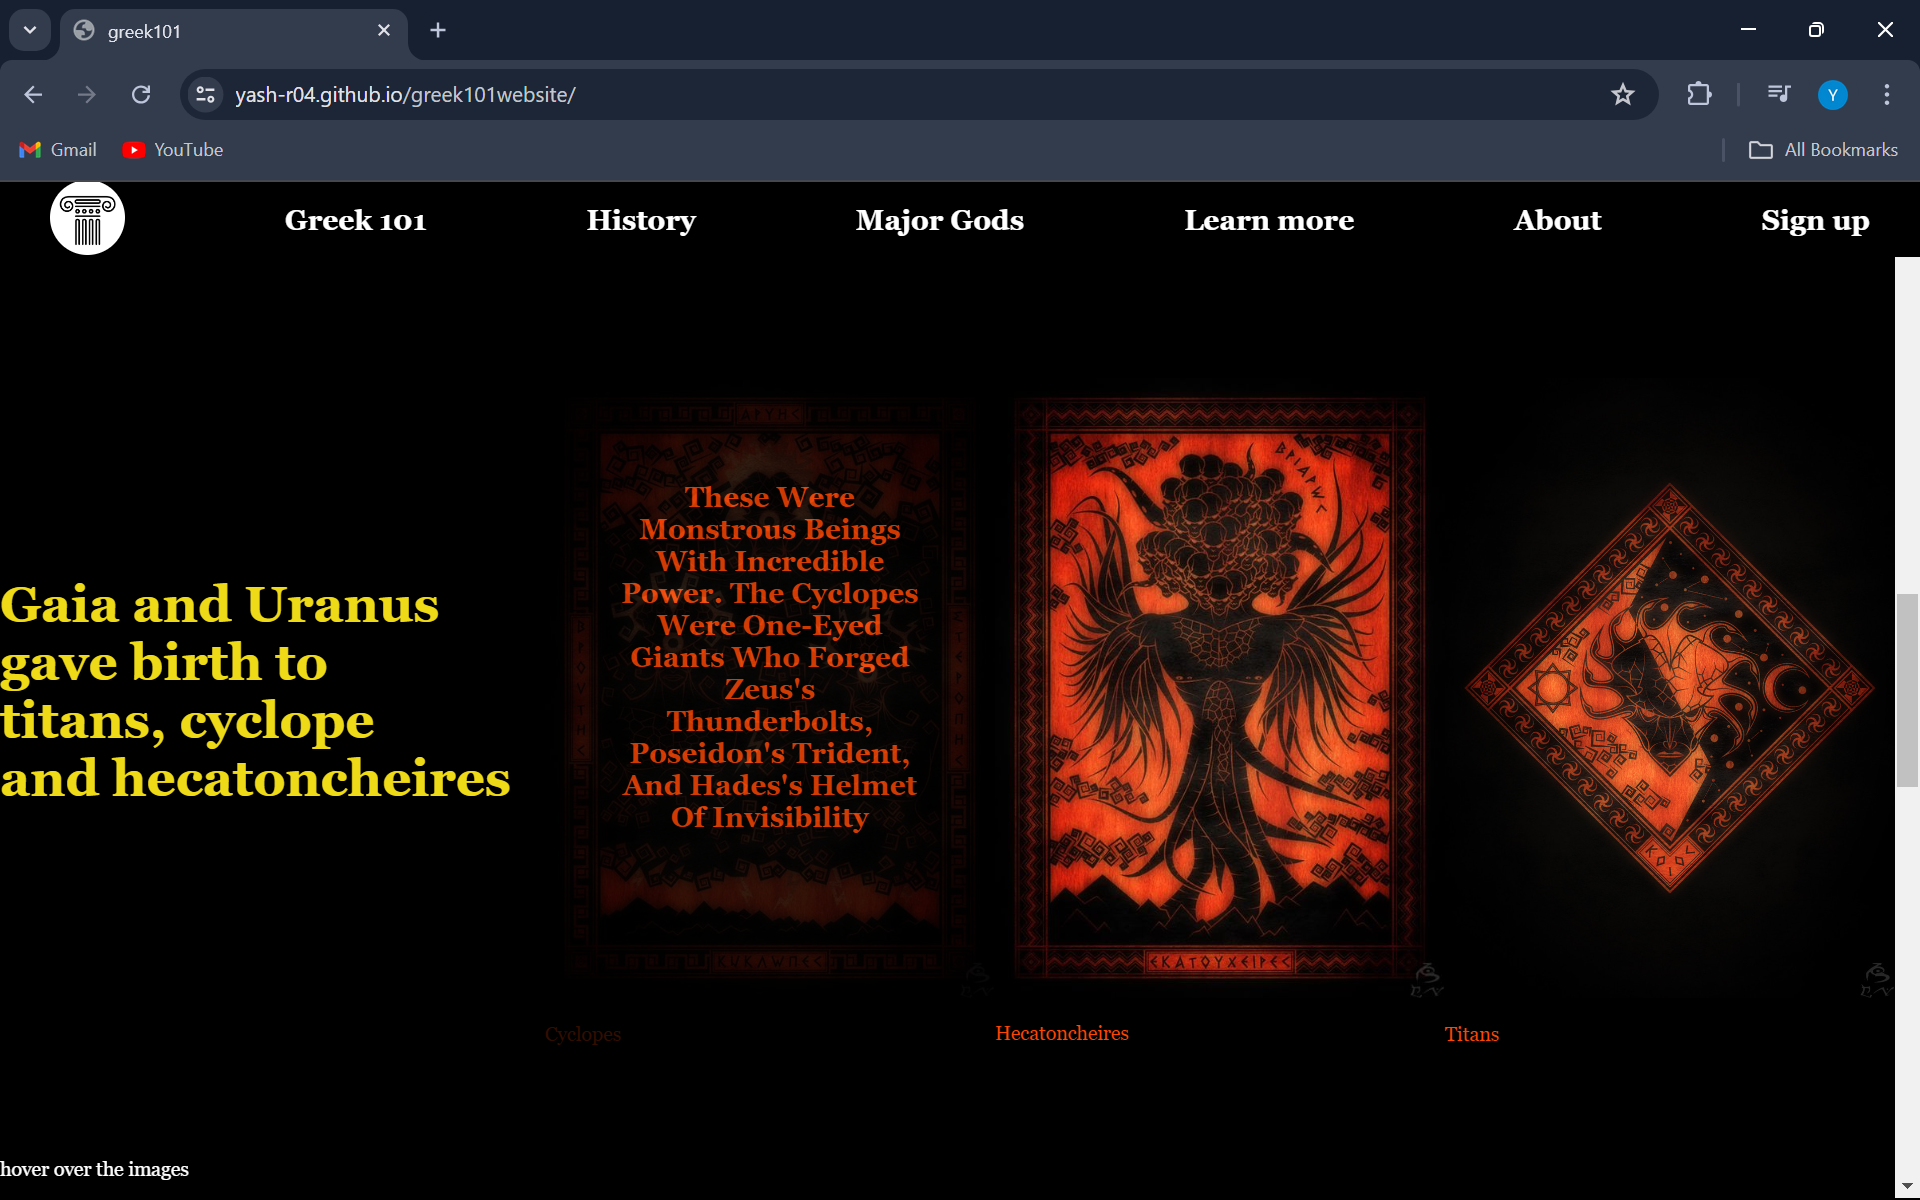 greek101
yash-r04.github.io/greek101website/
Y
Gmail
YouTube
All Bookmarks
Greek 101
History
Major Gods
Learn more
About
Sign up
Gaia and Uranus
gave birth to
titans, cyclope
and hecatoncheires
These Were
Monstrous Beings
With Incredible
Power. The Cyclopes
Were One-Eyed
Giants Who Forged
Zeus's
Thunderbolts,
Poseidon's Trident,
And Hades's Helmet
Of Invisibility
ΕΚΑΤΟΥΧΕΙΡΕΣ
Cyclopes
Hecatoncheires
Titans
hover over the images